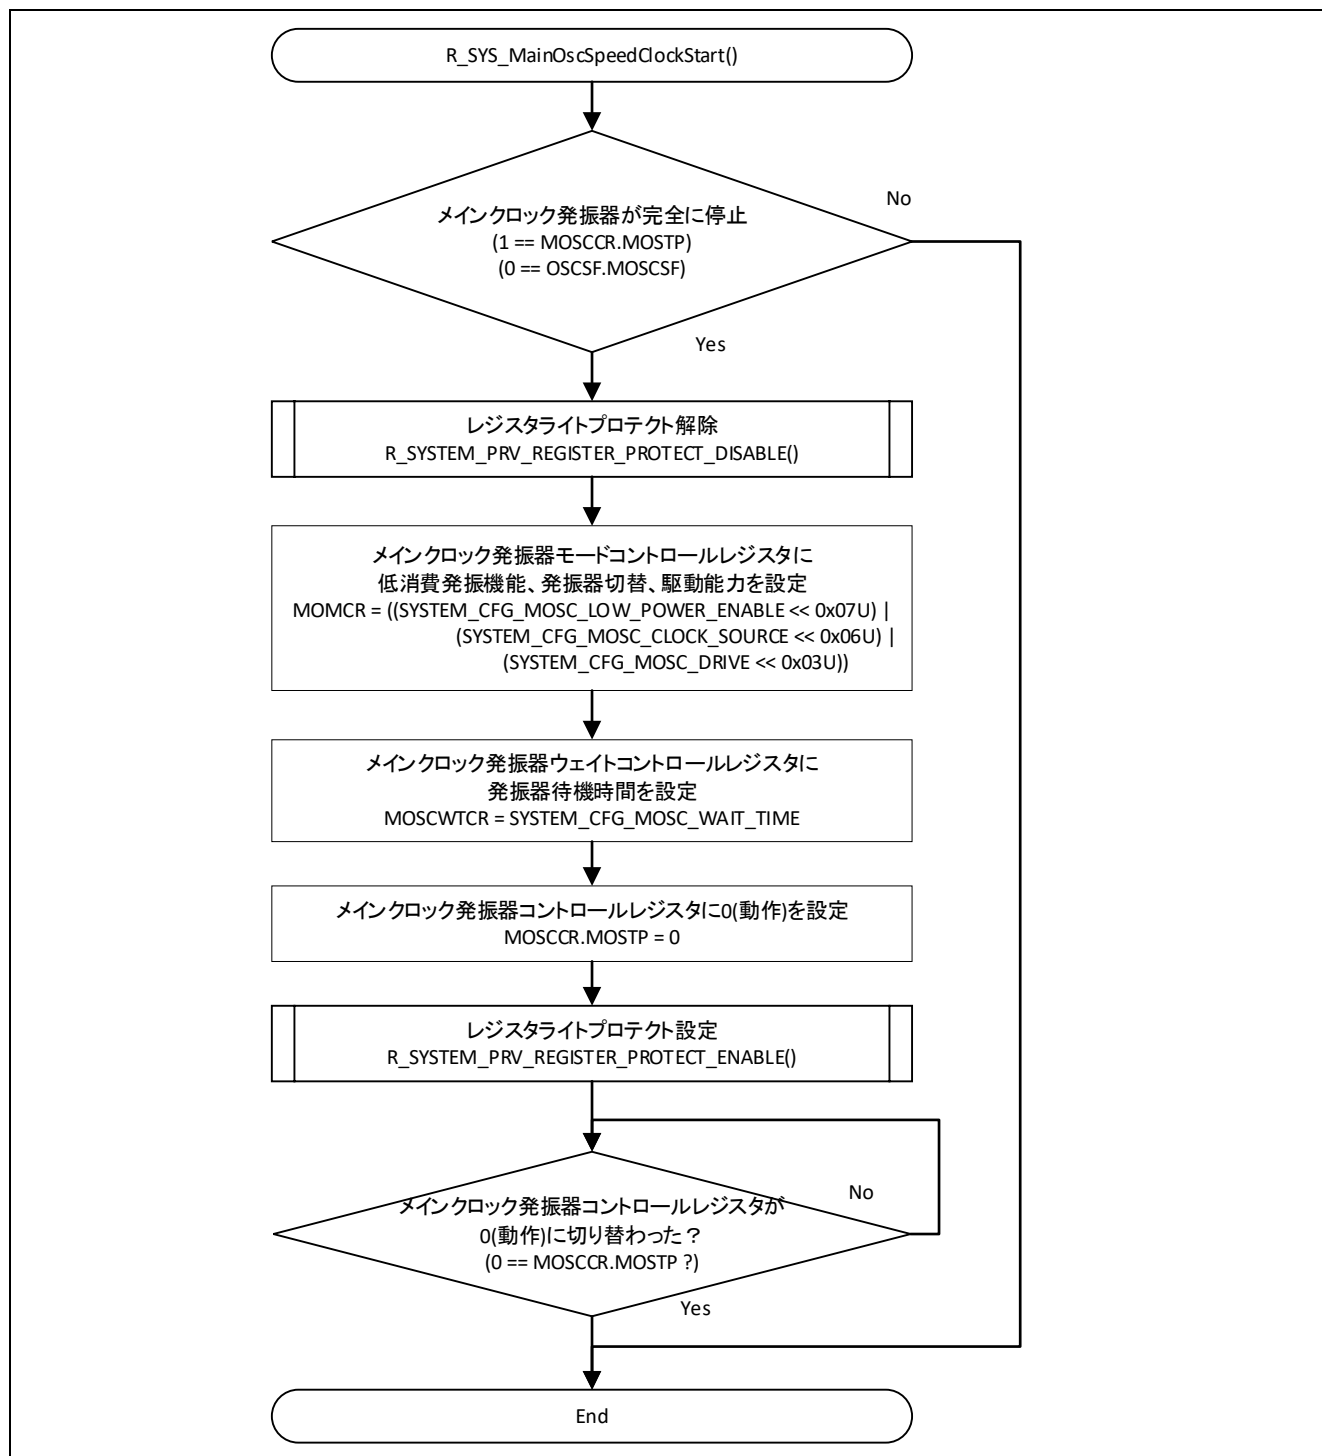 R_SYS_MainOscSpeedClockStart()
メインクロック発振器が完全に停止
(1 == MOSCCR.MOSTP)
(0 == OSCSF.MOSCSF)
No
Yes
レジスタライトプロテクト解除
R_SYSTEM_PRV_REGISTER_PROTECT_DISABLE()
メインクロック発振器モードコントロールレジスタに
低消費発振機能、発振器切替、駆動能力を設定
MOMCR = ((SYSTEM_CFG_MOSC_LOW_POWER_ENABLE << 0x07U) |
(SYSTEM_CFG_MOSC_CLOCK_SOURCE << 0x06U) |
(SYSTEM_CFG_MOSC_DRIVE << 0x03U))
メインクロック発振器ウェイトコントロールレジスタに
発振器待機時間を設定
MOSCWTCR = SYSTEM_CFG_MOSC_WAIT_TIME
メインクロック発振器コントロールレジスタに0(動作)を設定
MOSCCR.MOSTP = 0
レジスタライトプロテクト設定
R_SYSTEM_PRV_REGISTER_PROTECT_ENABLE()
メインクロック発振器コントロールレジスタが
0(動作)に切り替わった？
(0 == MOSCCR.MOSTP ?)
No
Yes
End